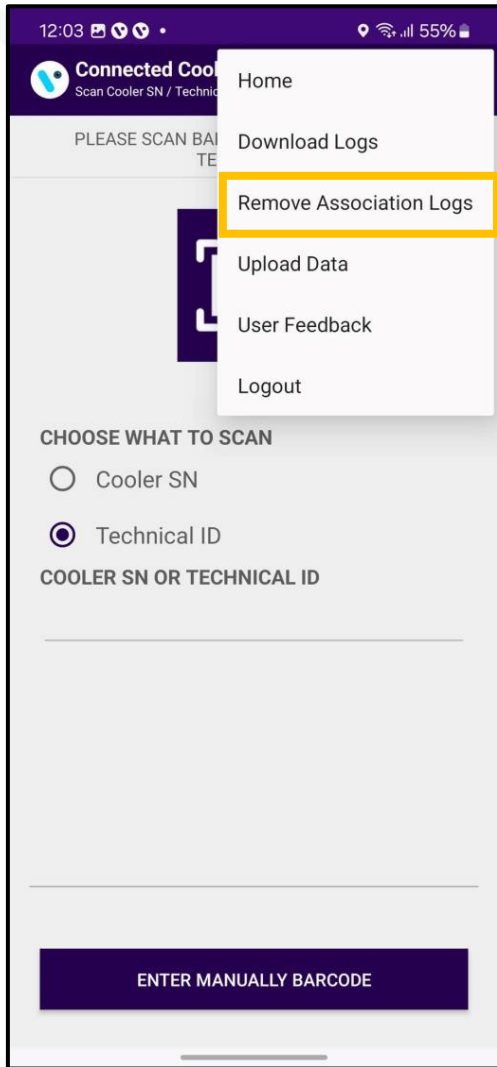 12:03
55%
Connected Cool
Scan Cooler SN / Technic
PLEASE SCAN BA
TE
Home
Download Logs
Remove Association Logs
Upload Data
User Feedback
Logout
CHOOSE WHAT TO SCAN
Cooler SN
Technical ID
COOLER SN OR TECHNICAL ID
ENTER MANUALLY BARCODE